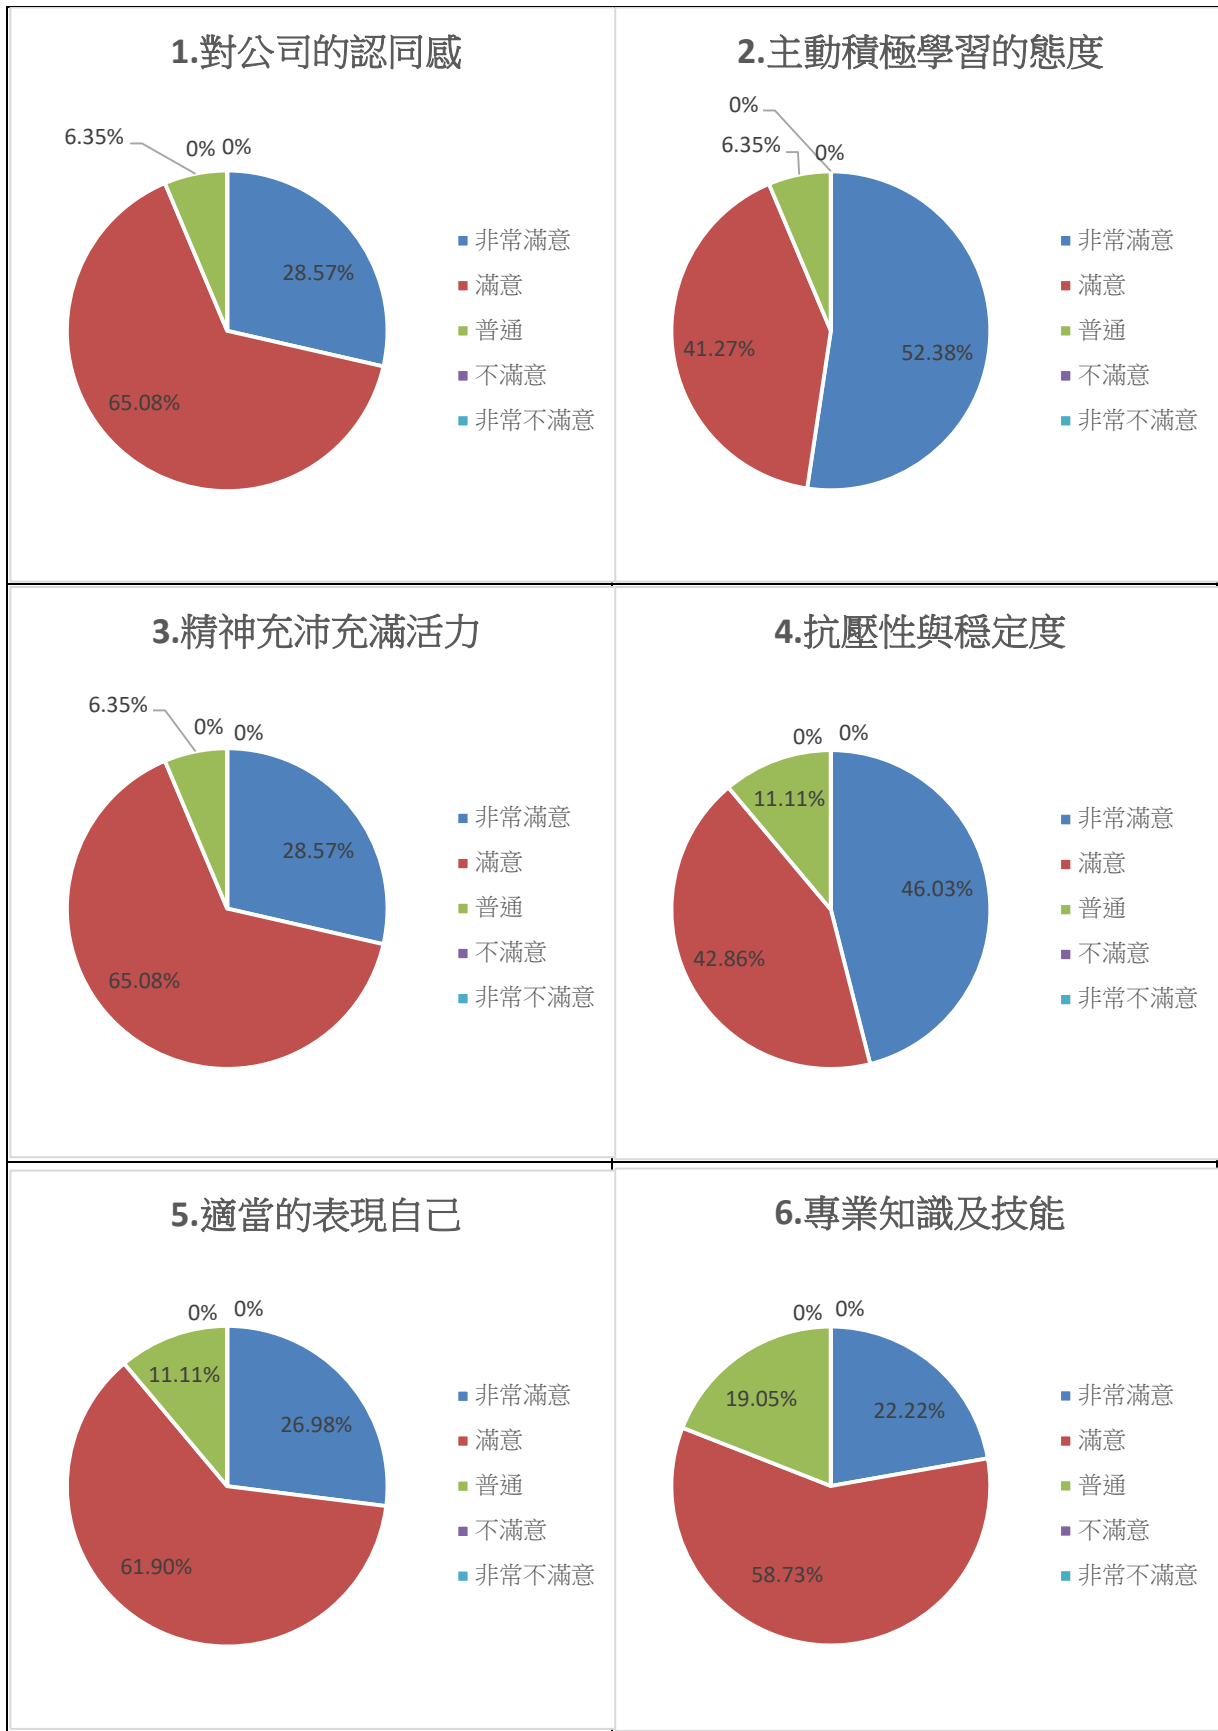 1.對公司的認同感
6.35%
0%
0%
28.57%
65.08%
非常滿意
滿意
普通
不滿意
非常不滿意
2.主動積極學習的態度
0%
6.35%
0%
41.27%
52.38%
非常滿意
滿意
普通
不滿意
非常不滿意
3.精神充沛充滿活力
6.35%
0%
0%
28.57%
65.08%
非常滿意
滿意
普通
不滿意
非常不滿意
4.抗壓性與穩定度
0%
0%
11.11%
46.03%
42.86%
非常滿意
滿意
普通
不滿意
非常不滿意
5.適當的表現自己
0%
0%
11.11%
26.98%
61.90%
非常滿意
滿意
普通
不滿意
非常不滿意
6.專業知識及技能
0%
0%
19.05%
22.22%
58.73%
非常滿意
滿意
普通
不滿意
非常不滿意